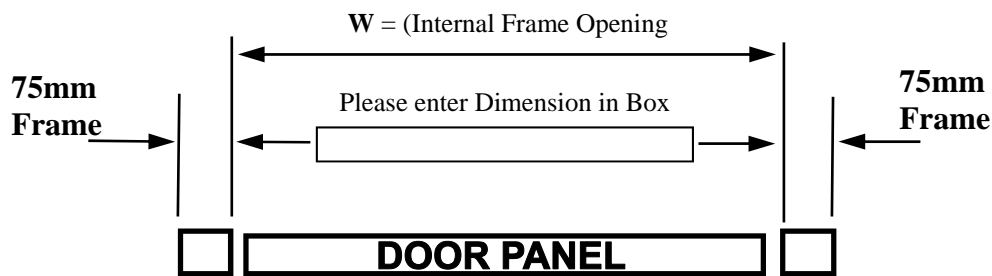 W = (Internal Frame Opening
75mm
Frame
75mm
Frame
Please enter Dimension in Box
DOOR PANEL